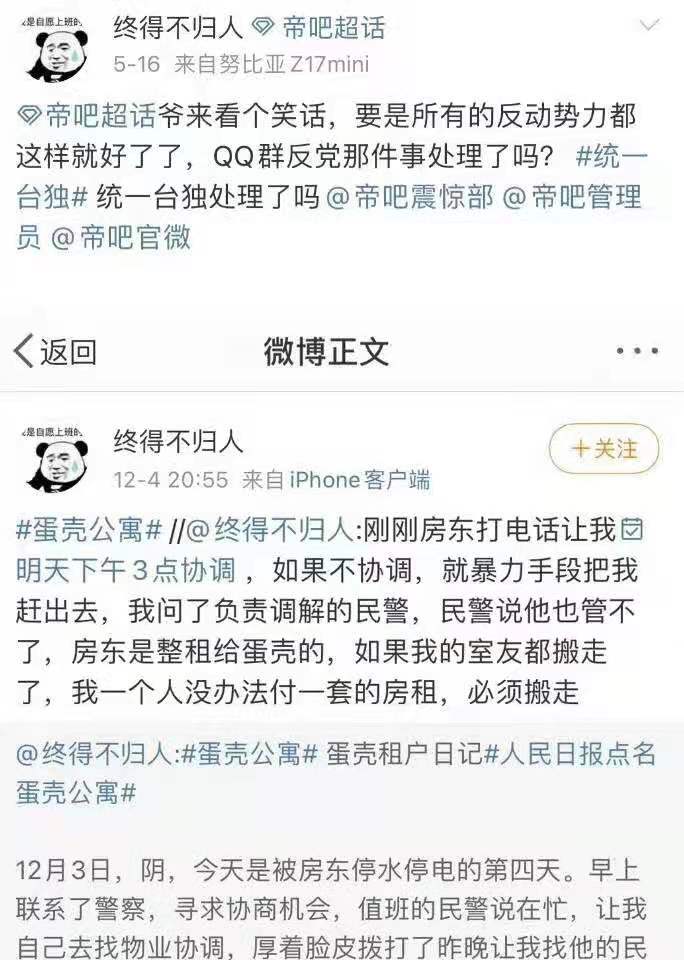 是自愿上班的
终得不归人 帝吧超话
5-16 来自努比亚Z17mini
帝吧超话爷来看个笑话，要是所有的反动势力都
这样就好了了，QQ群反党那件事处理了吗？ #统一
台独# 统一台独处理了吗@帝吧震惊部 @帝吧管理
员 @帝吧官微
返回 微博正文 ···
是自愿上班的
终得不归人
12-4 20:55 来自iPhone客户端
+关注
#蛋壳公寓# //@终得不归人:刚刚房东打电话让我
明天下午3点协调 ，如果不协调，就暴力手段把我
赶出去，我问了负责调解的民警，民警说他也管不
了，房东是整租给蛋壳的，如果我的室友都搬走
了，我一个人没办法付一套的房租，必须搬走
@终得不归人:#蛋壳公寓# 蛋壳租户日记#人民日报点名
蛋壳公寓#
12月3日，阴，今天是被房东停水停电的第四天。早上
联系了警察，寻求协商机会，值班的民警说在忙，让我
自己去找物业协调，厚着脸皮拨打了昨晚让我找他的民